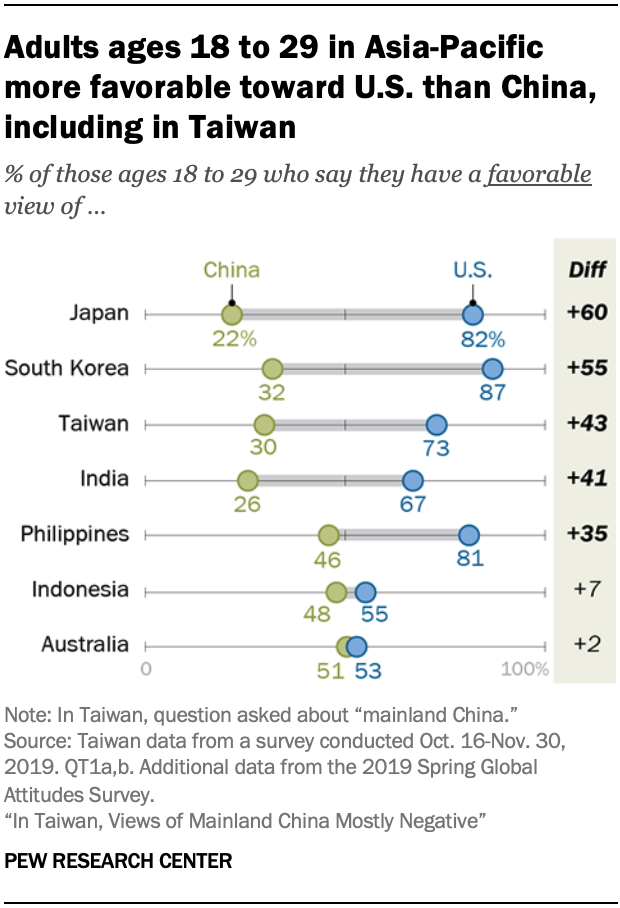 Adults ages 18 to 29 in Asia-Pacific
more favorable toward U.S. than China,
including in Taiwan
% of those ages 18 to 29 who say they have a favorable
view of ...
China U.S. Diff
Japan 22% 82% +60
South Korea 32 87 +55
Taiwan 30 73 +43
India 26 67 +41
Philippines 46 81 +35
Indonesia 48 55 +7
Australia 51 53 +2
0 100%
Note: In Taiwan, question asked about “mainland China.”
Source: Taiwan data from a survey conducted Oct. 16-Nov. 30,
2019. QT1a,b. Additional data from the 2019 Spring Global
Attitudes Survey.
“In Taiwan, Views of Mainland China Mostly Negative”
PEW RESEARCH CENTER